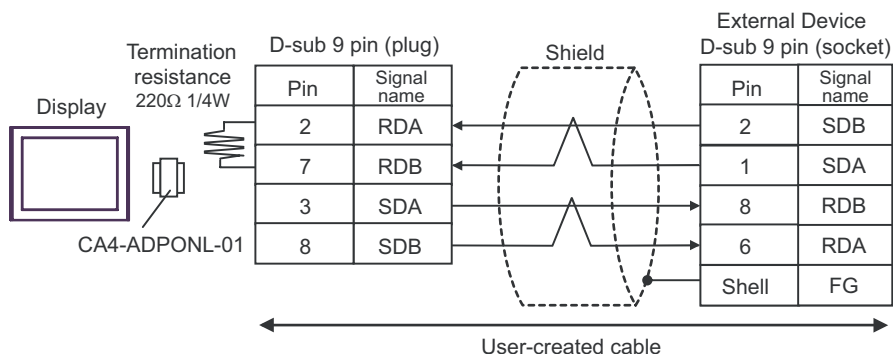 External Device
D-sub 9 pin (plug)
Shield
D-sub 9 pin (socket)
Termination
resistance
220Ω 1/4W
Display
CA4-ADPONL-01
Pin Signal name
2 RDA
7 RDB
3 SDA
8 SDB
Pin Signal name
2 SDB
1 SDA
8 RDB
6 RDA
Shell FG
User-created cable